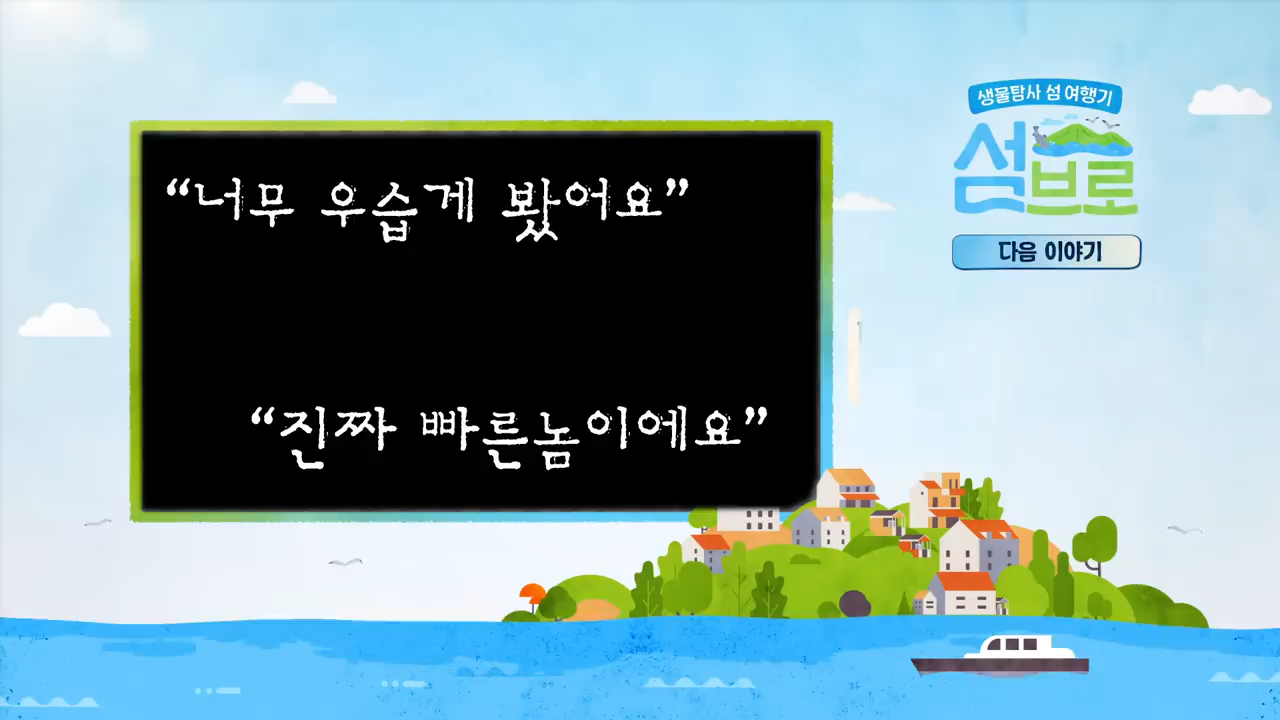 “너무 우습게 봤어요”
“진짜 빠른놈이에요”
생물탐사 섬 여행기
섬브로
다음 이야기